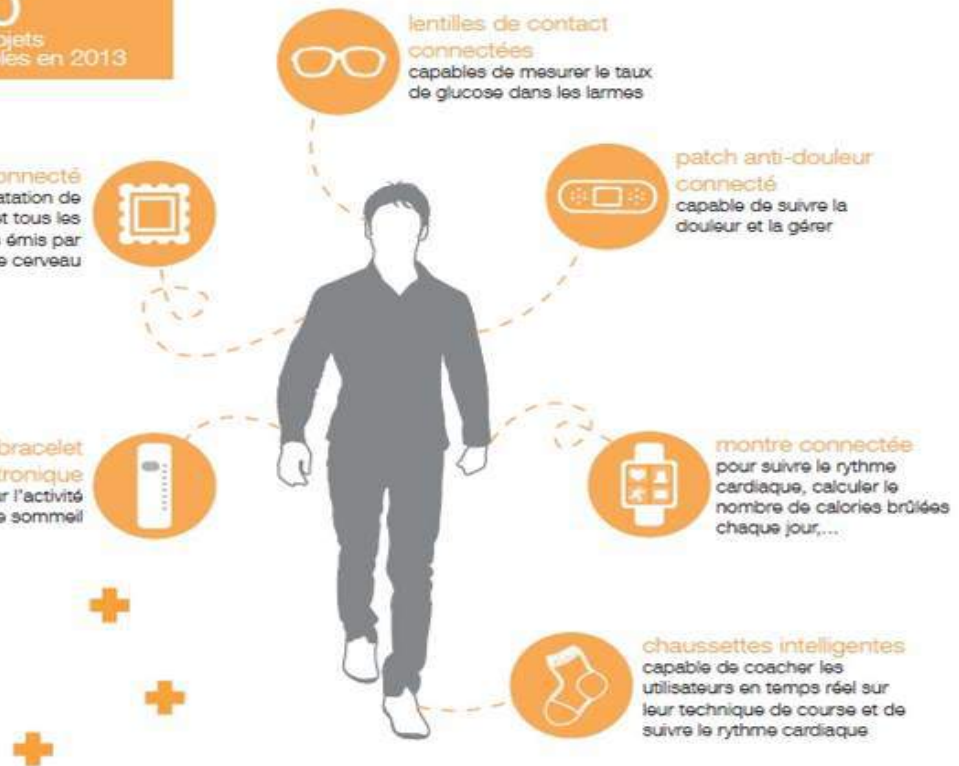 ojets
les en 2013
lentilles de contact
connectées
capables de mesurer le taux
de glucose dans les larmes
patch anti-douleur
connecté
capable de suivre la
douleur et la gérer
onnecté
atation de
t tous les
émis par
e cerveau
bracelet
tronique
r l'activité
e sommeil
montre connectée
pour suivre le rythme
cardiaque, calculer le
nombre de calories brûlées
chaque jour,...
chaussettes intelligentes
capable de coacher les
utilisateurs en temps réel sur
leur technique de course et de
suivre le rythme cardiaque